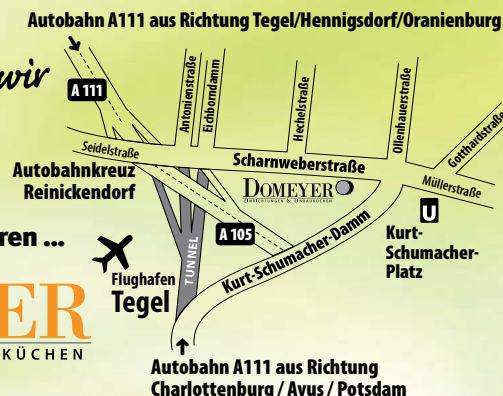 Autobahn A111 aus Richtung Tegel/Hennigsdorf/Oranienburg
wir
A 111
Antonienstraße
Eichborndamm
Hechelstraße
Ollenhauerstraße
Gotthardstraße
Seidelstraße
Scharnweberstraße
Müllerstraße
Autobahnkreuz
Reinickendorf
DOMEYER
EINRICHTUNGEN & EINBAUKÜCHEN
U
Kurt-
Schumacher-
Platz
ren ...
A 105
Kurt-Schumacher-Damm
TUNNEL
Flughafen
Tegel
ER
KÜCHEN
Autobahn A111 aus Richtung
Charlottenburg / Avus / Potsdam